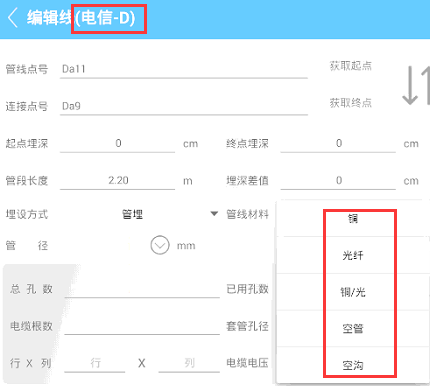 编辑线(电信-D)
管线点号 Da11 获取起点
连接点号 Da9 获取终点
起点埋深 0 cm 终点埋深 0 cm
管段长度 2.20 m 埋深差值 0 cm
埋设方式 管埋 管线材料 铜
管 径 mm 光纤
总 孔 数 已用孔数 铜/光
电缆根数 套管孔径 空管
行 X 列 行 X 列 电缆电压 空沟